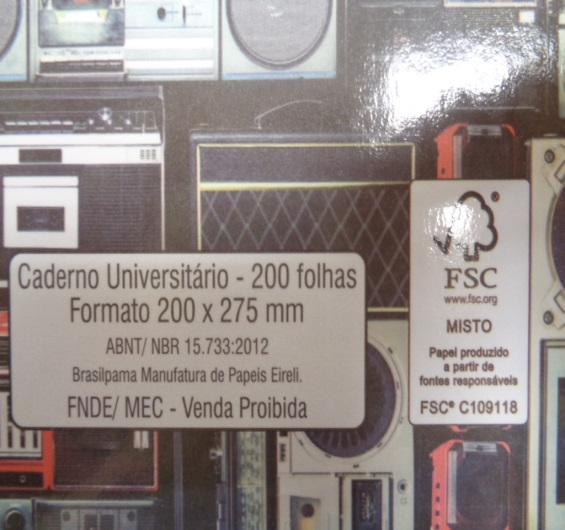 Caderno Universitário - 200 folhas
Formato 200 x 275 mm
ABNT/ NBR 15.733:2012
Brasilpama Manufatura de Papeis Eireli.
FNDE/ MEC - Venda Proibida
®
FSC
www.fsc.org
MISTO
Papel produzido
a partir de
fontes responsáveis
FSC® C109118